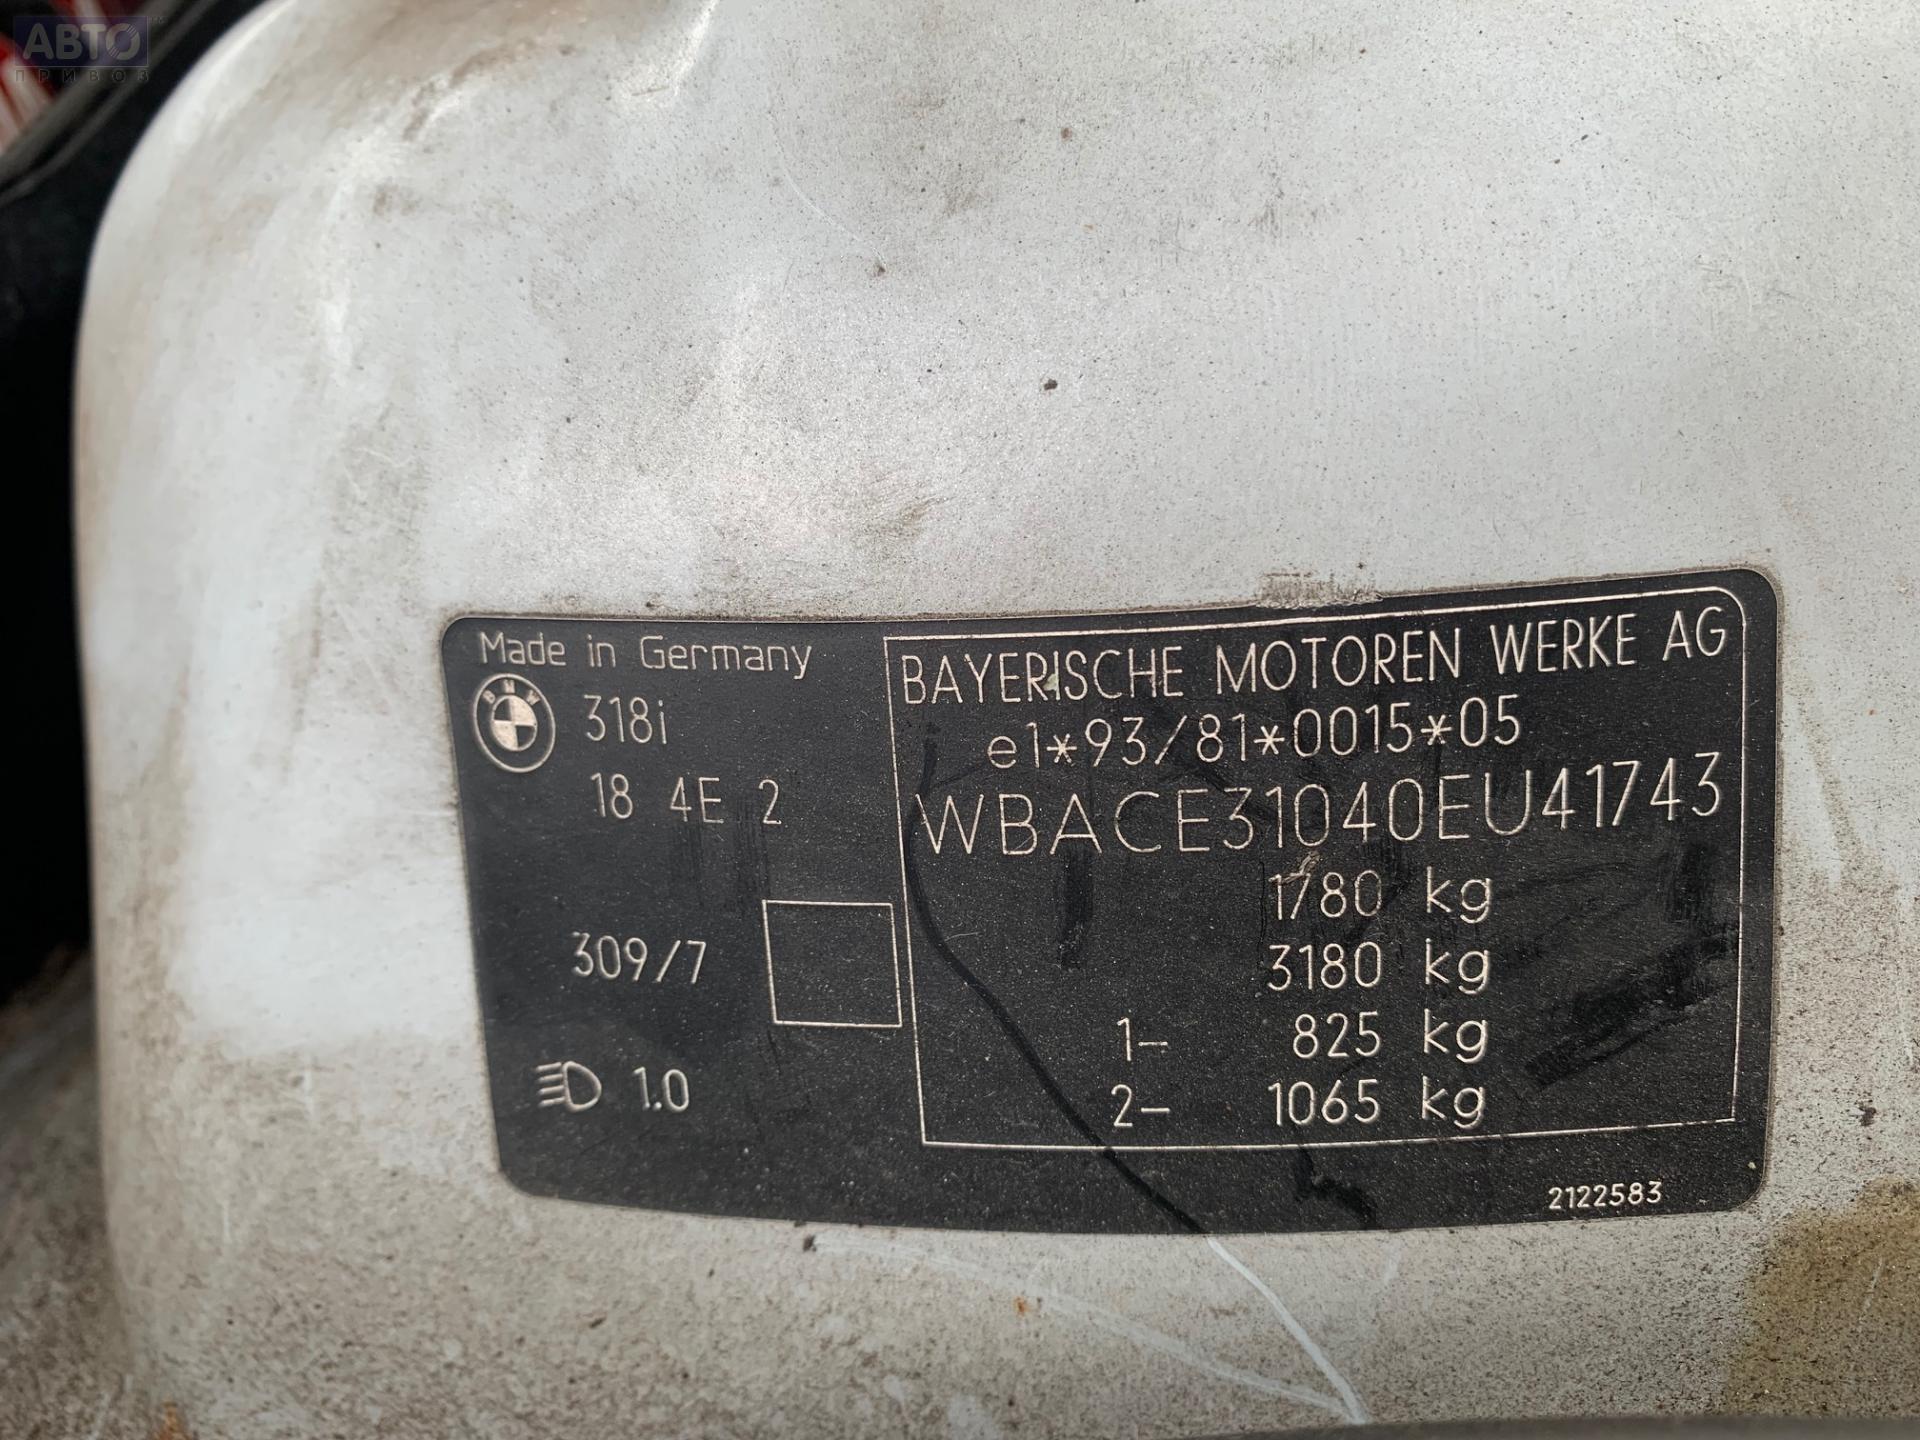 АВТО
ПРИВОЗ
Made in Germany
BMW
318i
18 4E 2
309/7
1.0
BAYERISCHE MOTOREN WERKE AG
e1*93/81*0015*05
WBACE31040EU41743
1780 kg
3180 kg
1- 825 kg
2- 1065 kg
2122583